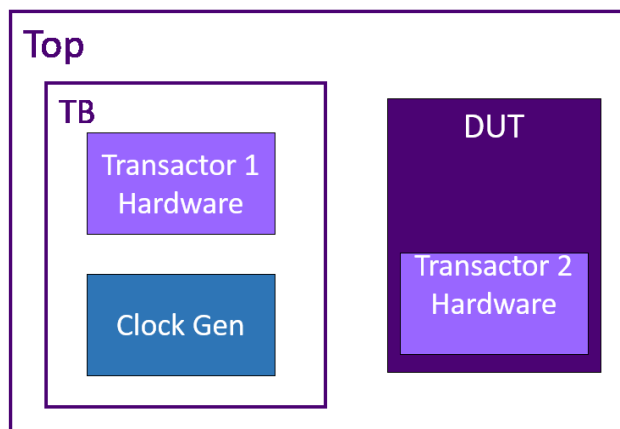 Top
TB
Transactor 1
Hardware
Clock Gen
DUT
Transactor 2
Hardware